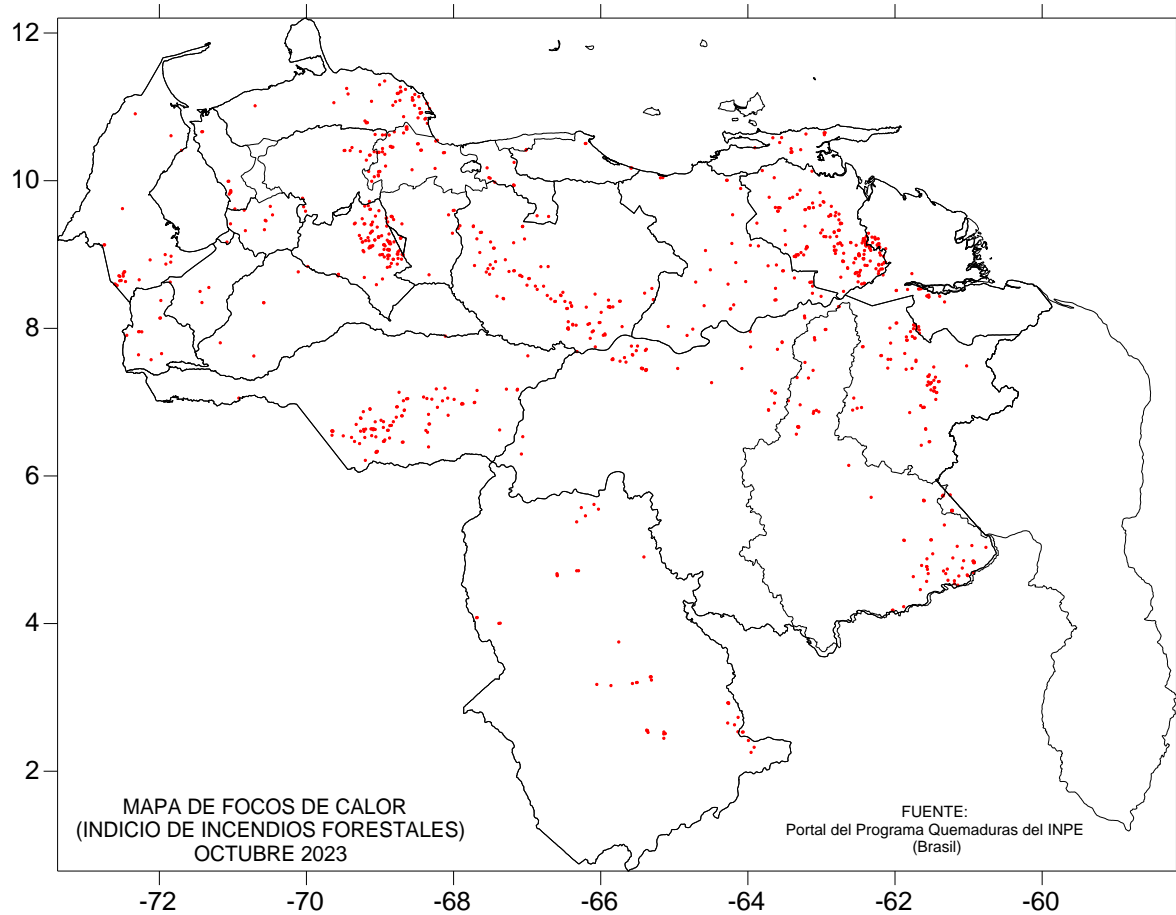 12
10
8
6
4
2
MAPA DE FOCOS DE CALOR
(INDICIO DE INCENDIOS FORESTALES)
OCTUBRE 2023
FUENTE:
Portal del Programa Quemaduras del INPE
(Brasil)
-72
-70
-68
-66
-64
-62
-60